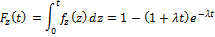 F_z(t) = ∫_0^t f_z(z) dz = 1 − (1 + λt)e^{−λt}